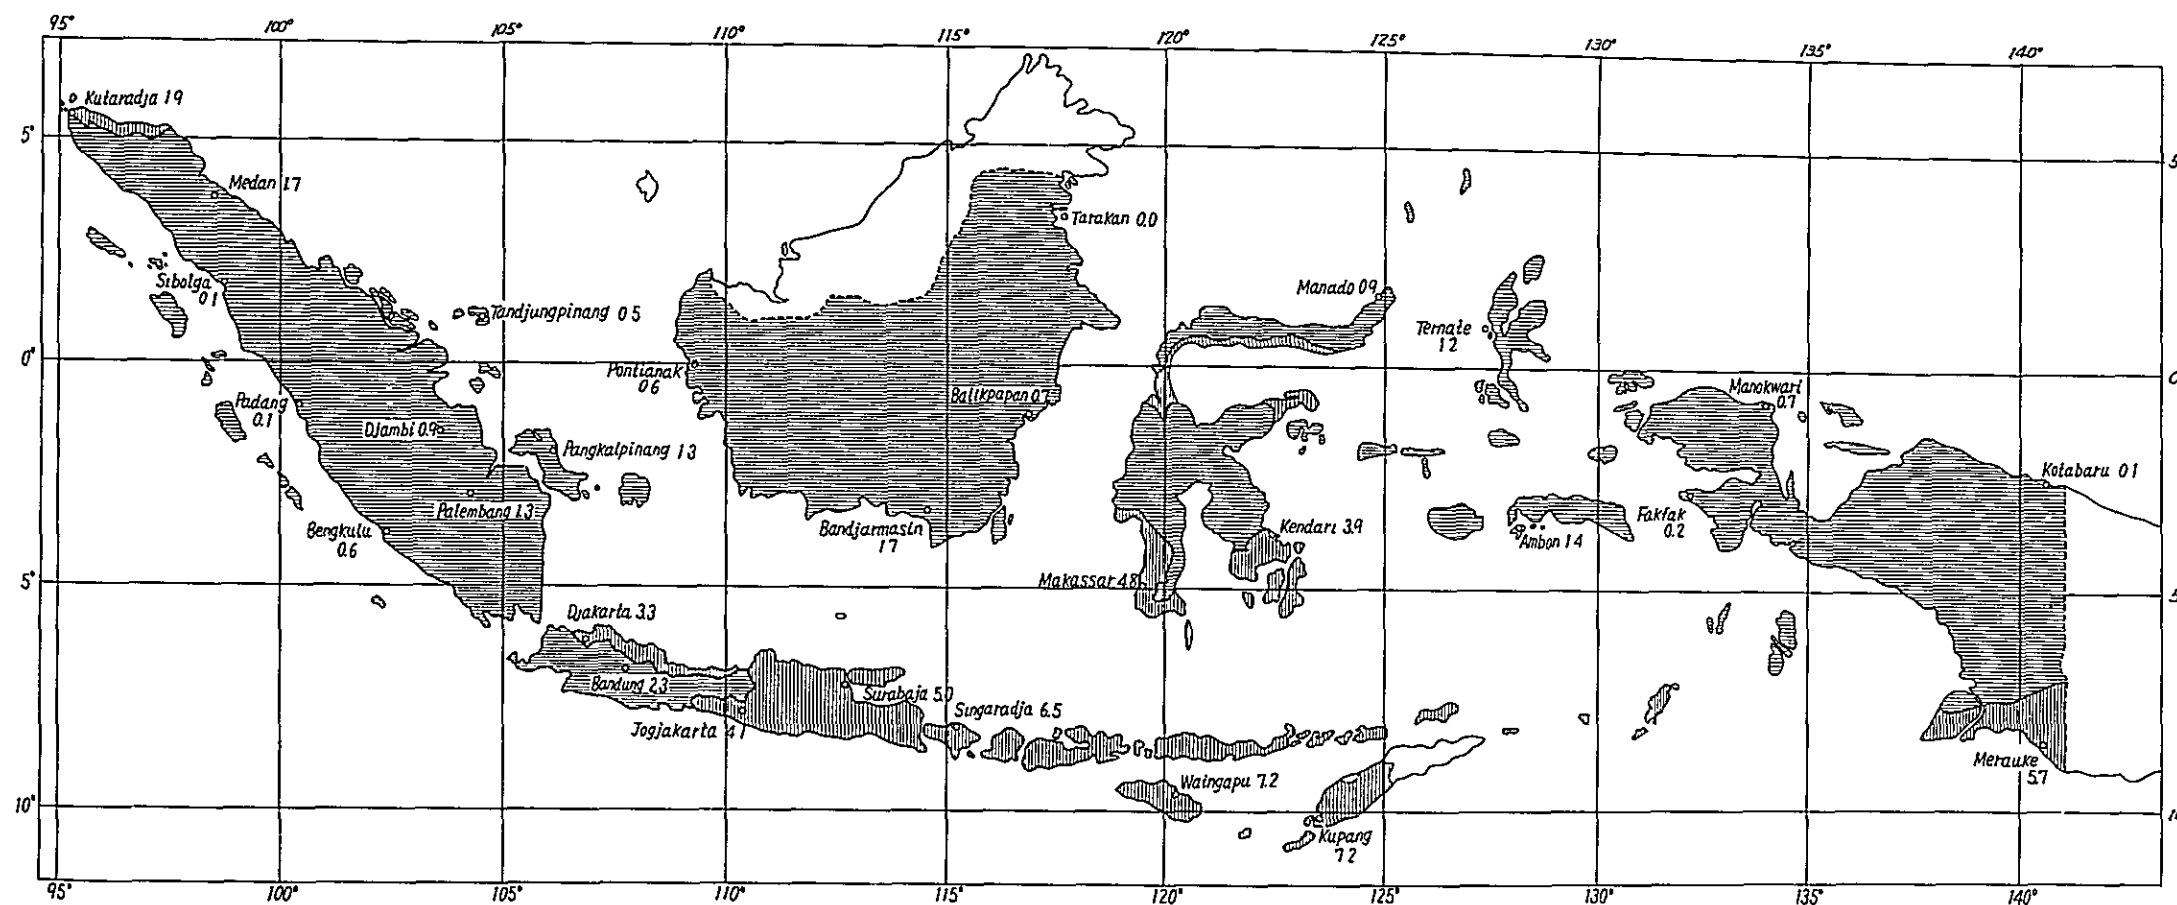 95° 100° 105° 110° 115° 120° 125° 130° 135° 140°
Kutaradja 1.9
5°
5
Medan 1.7
Tarakan 0.0
Sibolga
0.1
Manado 0.9
Tandjungpinang 0.5
Ternate
1.2
0°
0
Pontianak
0.6
Balikpapan 0.7
Manokwari
0.7
Padang
0.1
Djambi 0.9
Pangkalpinang 1.3
Kotabaru 0.1
Palembang 1.3
Bengkulu
0.6
Bandjarmasin
1.7
Kendari 3.9
Ambon 1.4
Fakfak
0.2
5°
5
Makassar 4.8
Djakarta 3.3
Bandung 2.3
Surabaja 5.0
Jogjakarta 4.1
Singaradja 6.5
Merauke
5.7
Waingapu 7.2
10°
1
Kupang
7.2
95° 100° 105° 110° 115° 120° 125° 130° 135° 140°